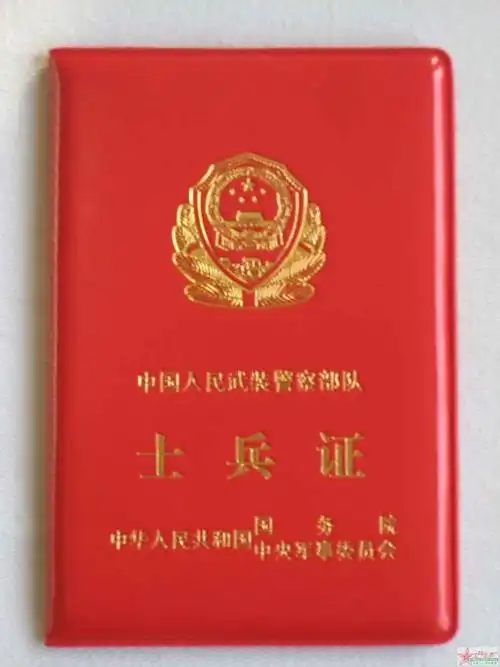 中国人民武装警察部队
士兵证
中华人民共和国国务院
中央军事委员会